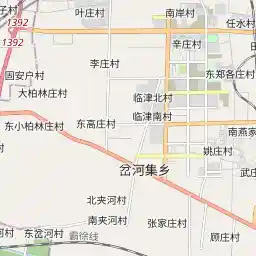 子村
叶庄村
南岸村
任水村
1392
1392
辛庄村
李庄村
固安户村
东郑各庄村
大柏林庄村
临津北村
临津南村
东小柏林庄村
东高庄村
南燕家
姚庄村
岔河集乡
武庄
北夹河村
南夹河村
张家庄村
东岔河村
霸徐线
顾庄村